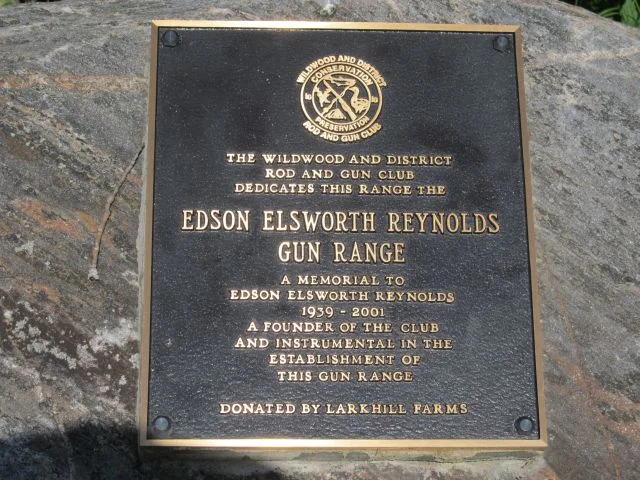 WILDWOOD AND DISTRICT
CONSERVATION
PRESERVATION
ROD AND GUN CLUB
THE WILDWOOD AND DISTRICT
ROD AND GUN CLUB
DEDICATES THIS RANGE THE
EDSON ELSWORTH REYNOLDS
GUN RANGE
A MEMORIAL TO
EDSON ELSWORTH REYNOLDS
1939 - 2001
A FOUNDER OF THE CLUB
AND INSTRUMENTAL IN THE
ESTABLISHMENT OF
THIS GUN RANGE
DONATED BY LARKHILL FARMS